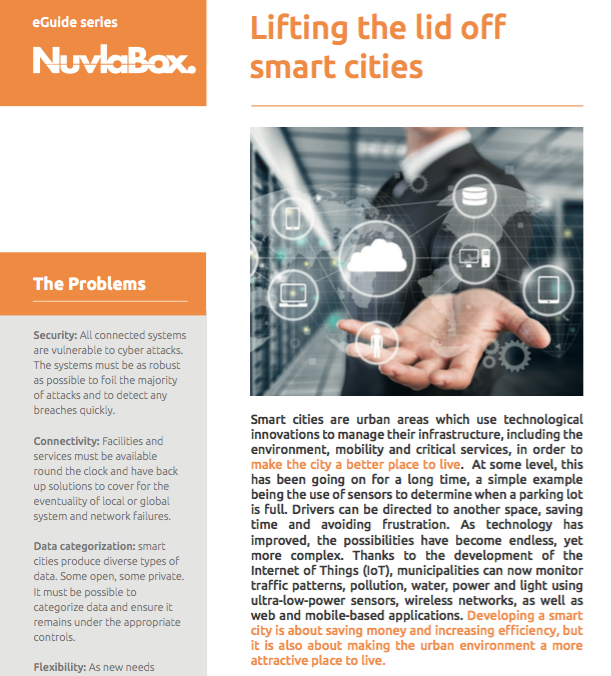 eGuide series
NuvlaBox.
Lifting the lid off
smart cities
The Problems
Security: All connected systems
are vulnerable to cyber attacks.
The systems must be as robust
as possible to foil the majority
of attacks and to detect any
breaches quickly.
Connectivity: Facilities and
services must be available
round the clock and have back
up solutions to cover for the
eventuality of local or global
system and network failures.
Data categorization: smart
cities produce diverse types of
data. Some open, some private.
It must be possible to
categorize data and ensure it
remains under the appropriate
controls.
Flexibility: As new needs
Smart cities are urban areas which use technological
innovations to manage their infrastructure, including the
environment, mobility and critical services, in order to
make the city a better place to live. At some level, this
has been going on for a long time, a simple example
being the use of sensors to determine when a parking lot
is full. Drivers can be directed to another space, saving
time and avoiding frustration. As technology has
improved, the possibilities have become endless, yet
more complex. Thanks to the development of the
Internet of Things (IoT), municipalities can now monitor
traffic patterns, pollution, water, power and light using
ultra-low-power sensors, wireless networks, as well as
web and mobile-based applications. Developing a smart
city is about saving money and increasing efficiency, but
it is also about making the urban environment a more
attractive place to live.